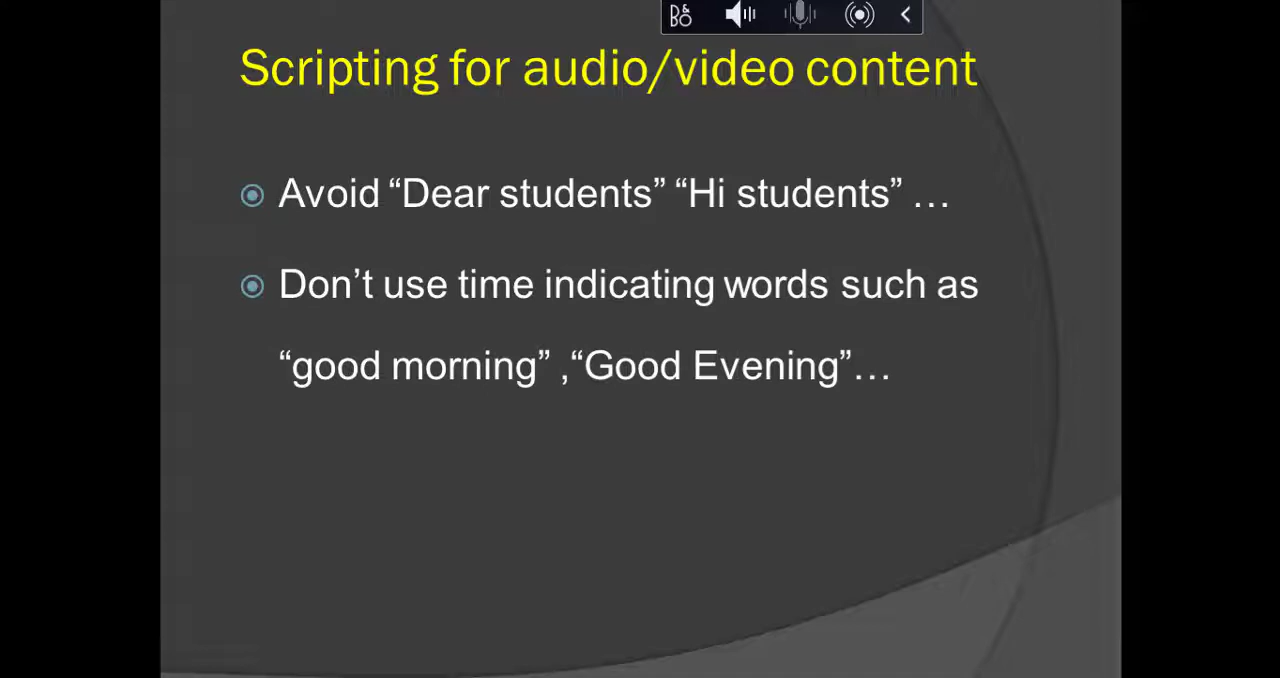 B&O
Scripting for audio/video content
Avoid “Dear students” “Hi students” …
Don’t use time indicating words such as
“good morning” ,“Good Evening”…